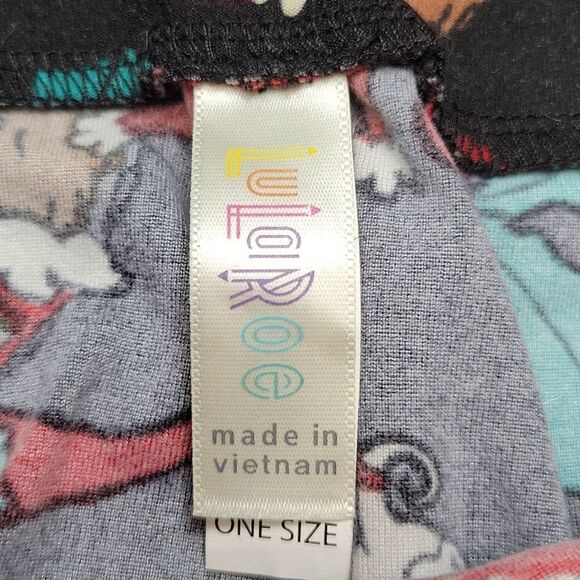 LuLaRoe
made in
vietnam
ONE SIZE